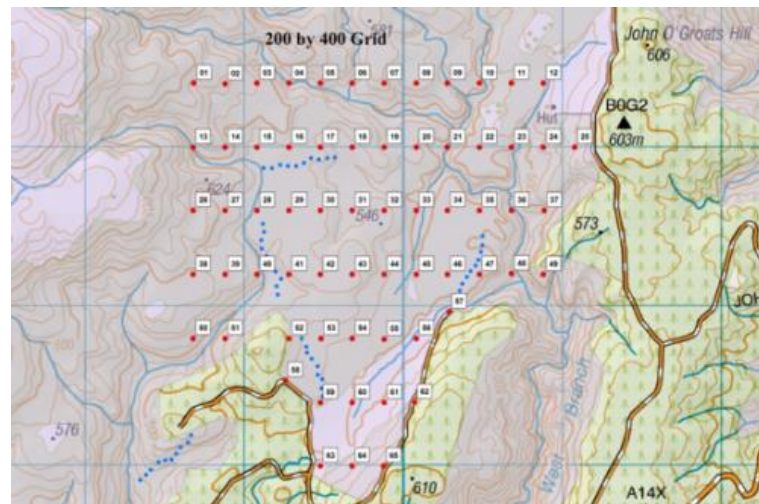 591
200 by 400 Grid
John O'Groats Hill
606
01 02 03 04 05 06 07 08 09 10 11 12
Hut
B0G2
603m
13 14 15 16 17 18 19 20 21 22 23 24 25
624
26 27 28 29 30 31 32 33 34 35 36 37
546
573
38 39 40 41 42 43 44 45 46 47 48 49
57
JOH
50 51 52 53 54 55 56
58
West Branch
59 60 61 62
576
63 64 65
610
A14X